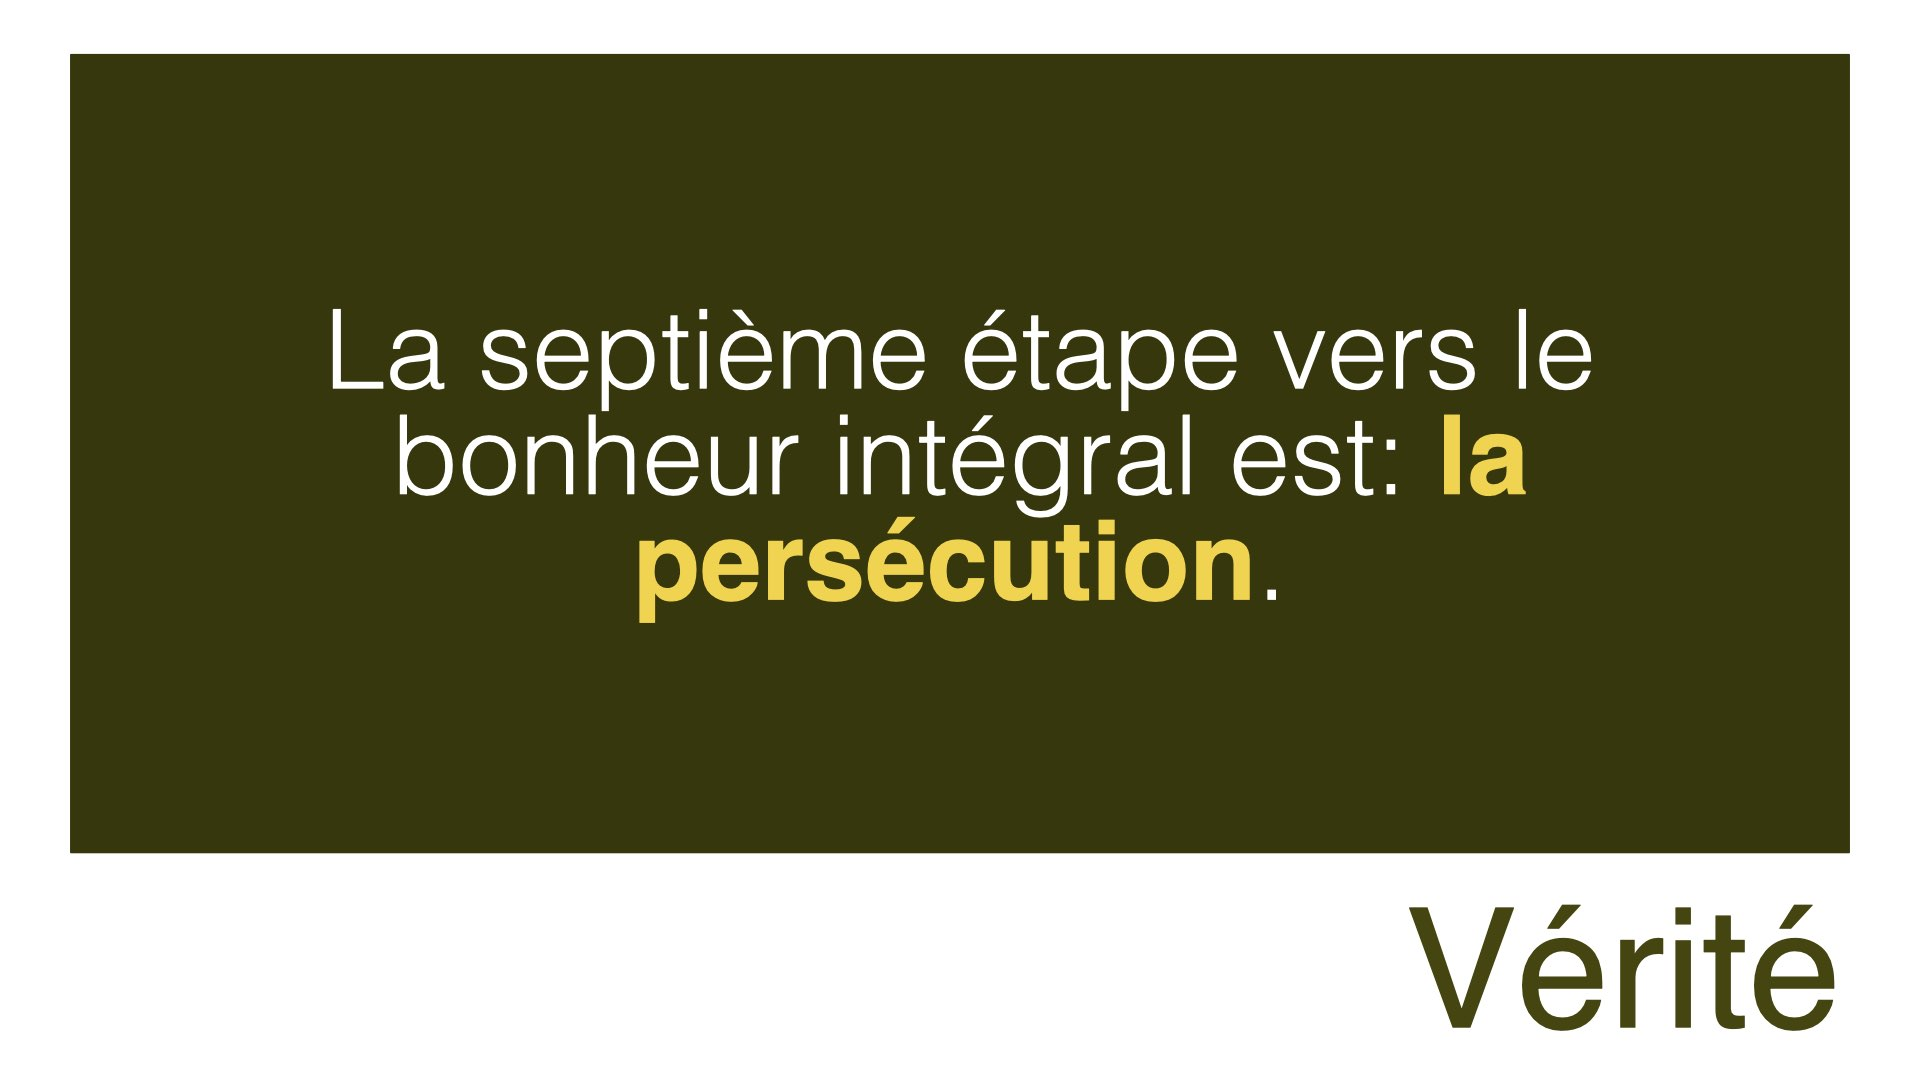 La septième étape vers le
bonheur intégral est: la
persécution.
Vérité